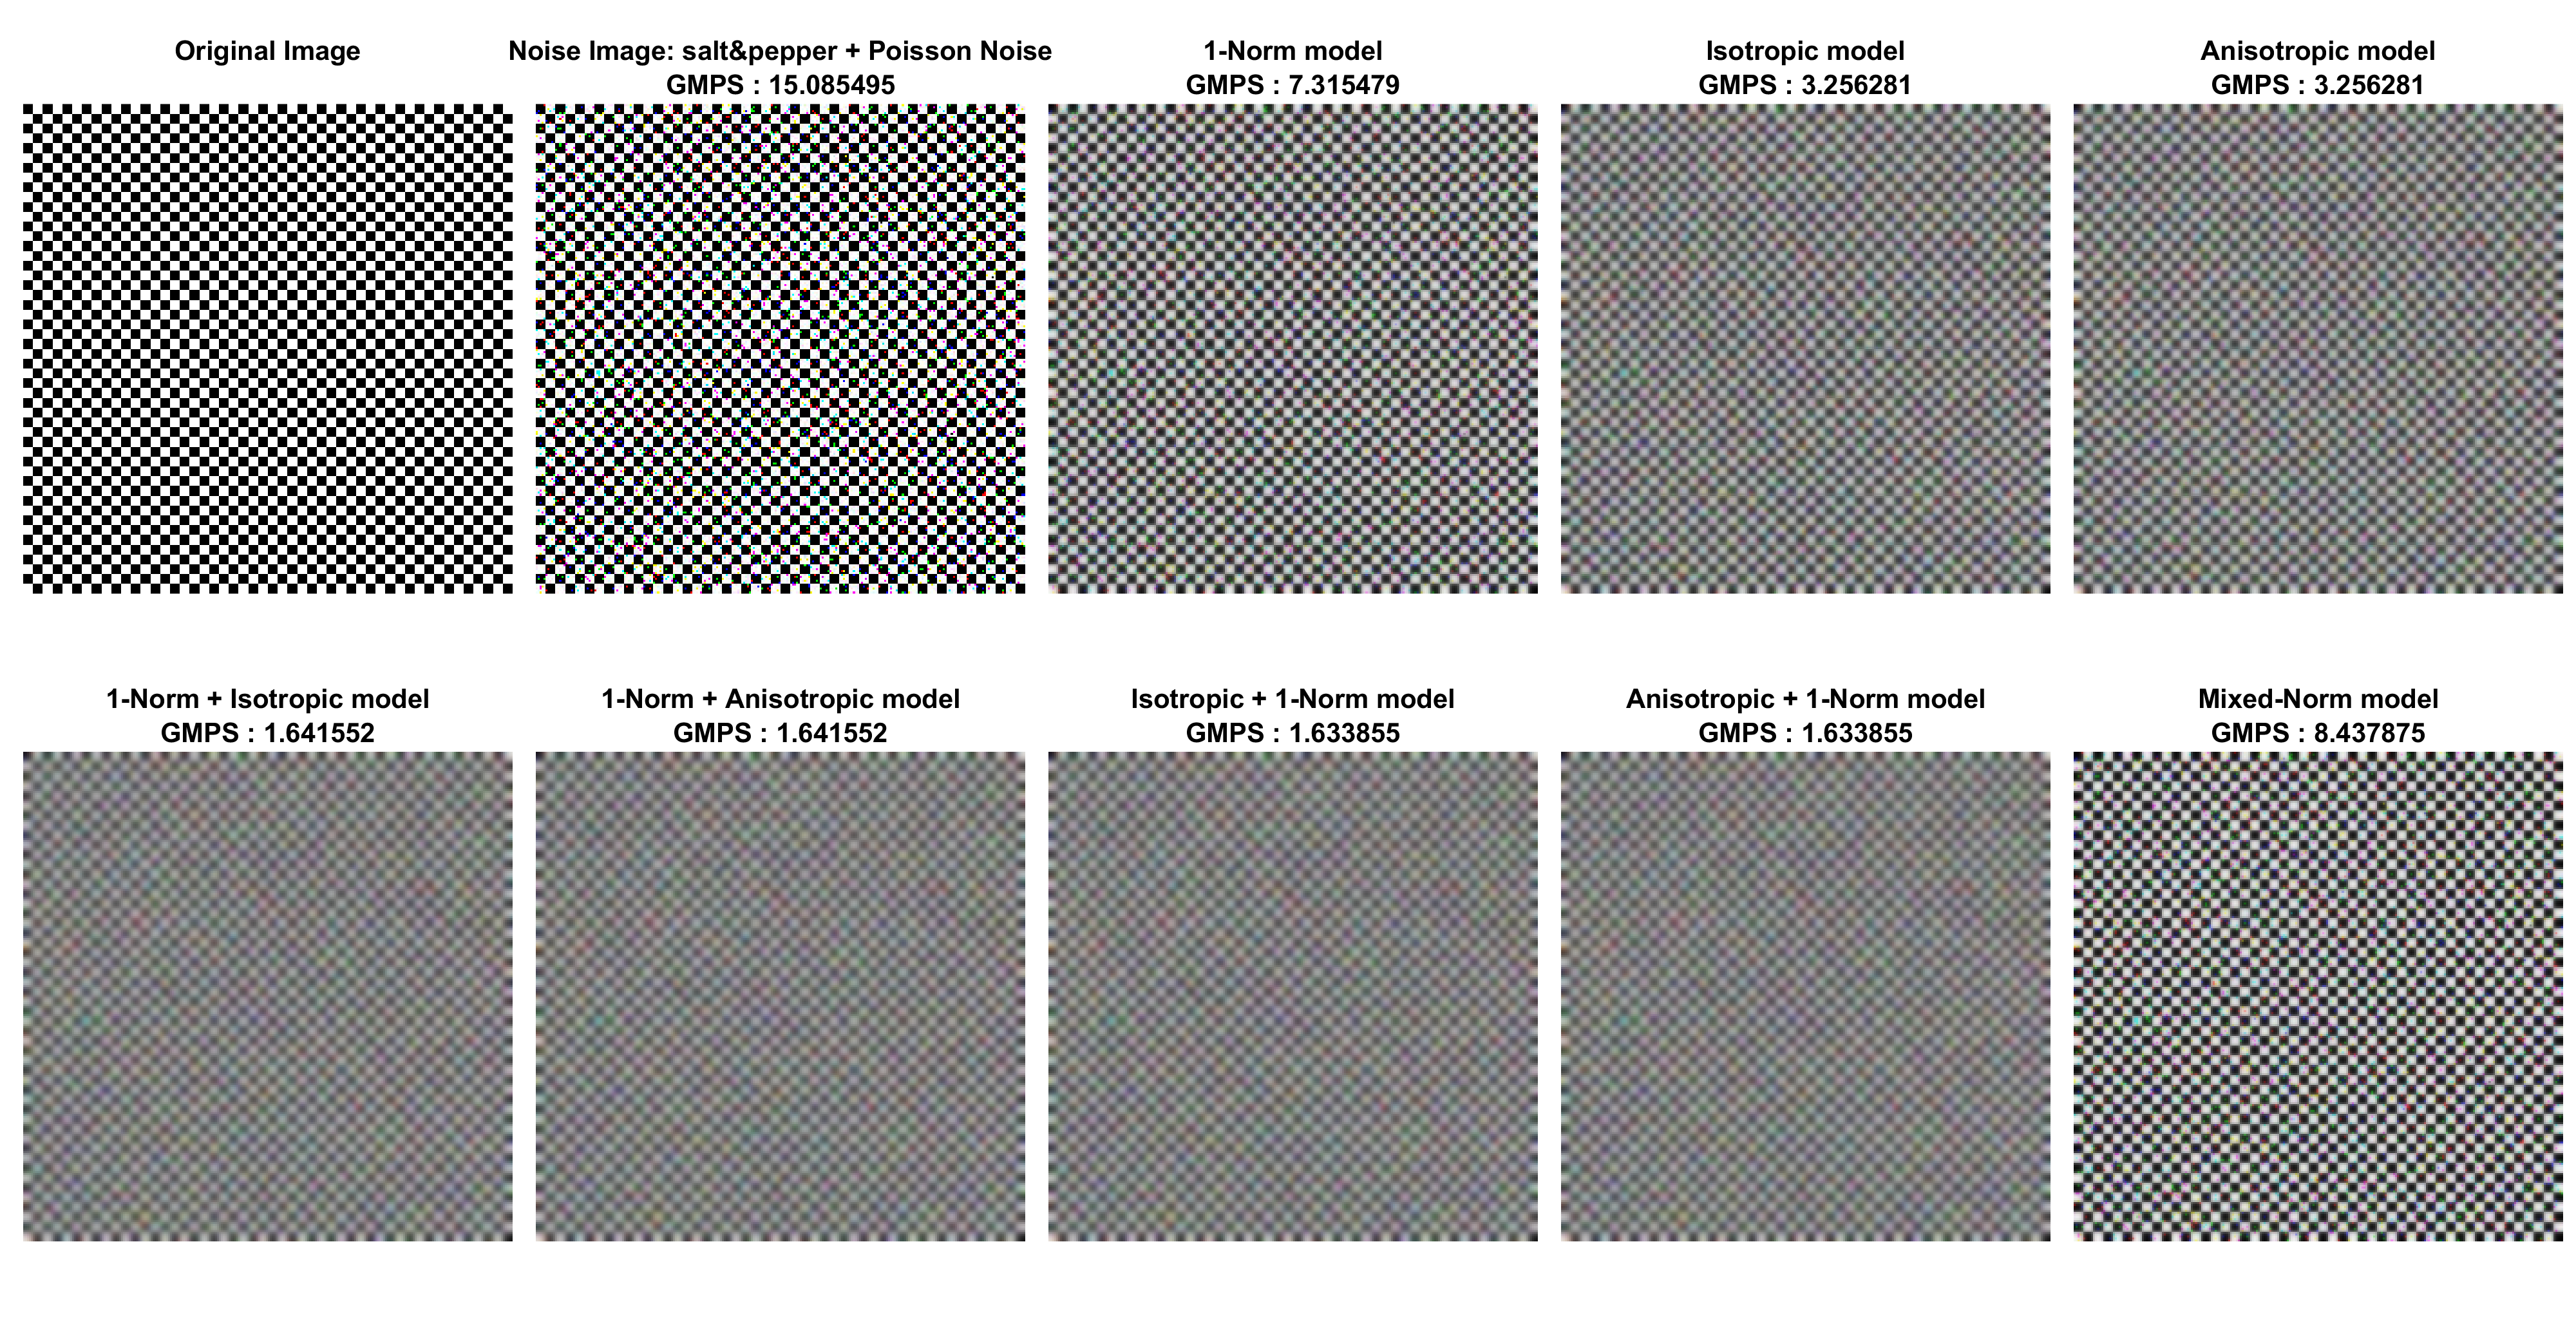 Original Image
Noise Image: salt&pepper + Poisson Noise
GMPS : 15.085495
1-Norm model
GMPS : 7.315479
Isotropic model
GMPS : 3.256281
Anisotropic model
GMPS : 3.256281
1-Norm + Isotropic model
GMPS : 1.641552
1-Norm + Anisotropic model
GMPS : 1.641552
Isotropic + 1-Norm model
GMPS : 1.633855
Anisotropic + 1-Norm model
GMPS : 1.633855
Mixed-Norm model
GMPS : 8.437875